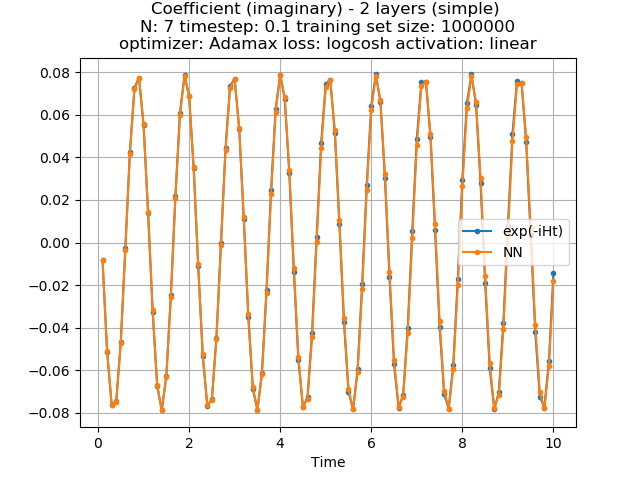 Coefficient (imaginary) - 2 layers (simple)
N: 7 timestep: 0.1 training set size: 1000000
optimizer: Adamax loss: logcosh activation: linear
0.08
0.06
0.04
0.02
0.00
−0.02
−0.04
−0.06
−0.08
exp(-iHt)
NN
0 2 4 6 8 10
Time